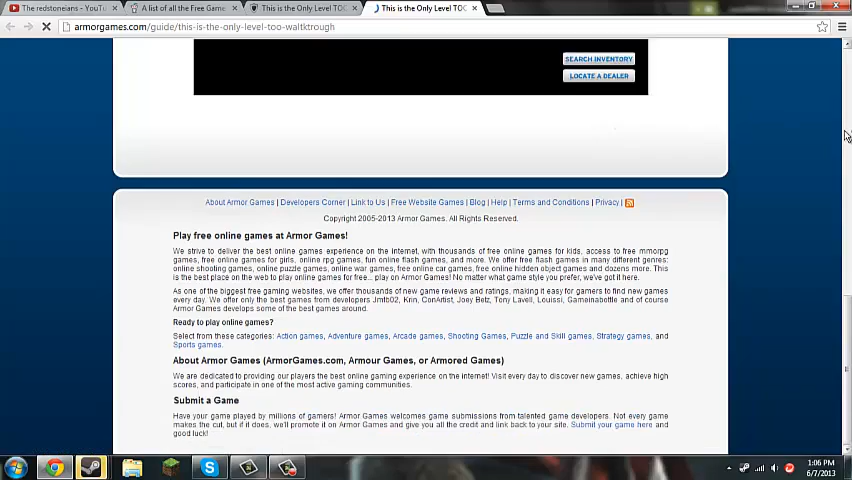 The redstoneians - YouTu
A list of all the Free Game
This is the Only Level TOO
This is the Only Level TOO
armorgames.com/guide/this-is-the-only-level-too-walktrough
SEARCH INVENTORY
LOCATE A DEALER
About Armor Games | Developers Corner | Link to Us | Free Website Games | Blog | Help | Terms and Conditions | Privacy |
Copyright 2005-2013 Armor Games. All Rights Reserved.
Play free online games at Armor Games!
We strive to deliver the best online games experience on the internet, with thousands of free online games for kids, access to free mmorpg
games, free online games for girls, online rpg games, fun online flash games, and more. We offer free flash games in many different genres:
online shooting games, online puzzle games, online war games, free online car games, free online hidden object games and dozens more. This
is the best place on the web to play online games for free... play on Armor Games! No matter what game style you prefer, we've got it here.
As one of the biggest free gaming websites, we offer thousands of new game reviews and ratings, making it easy for gamers to find new games
every day. We offer only the best games from developers Jmtb02, Krin, ConArtist, Joey Betz, Tony Lavell, Louissi, Gameinabottle and of course
Armor Games develops some of the best games around.
Ready to play online games?
Select from these categories: Action games, Adventure games, Arcade games, Shooting Games, Puzzle and Skill games, Strategy games, and
Sports games.
About Armor Games (ArmorGames.com, Armour Games, or Armored Games)
We are dedicated to providing our players the best online gaming experience on the internet! Visit every day to discover new games, achieve high
scores, and participate in one of the most active gaming communities.
Submit a Game
Have your game played by millions of gamers! Armor Games welcomes game submissions from talented game developers. Not every game
makes the cut, but if it does, we'll promote it on Armor Games and give you all the credit and link back to your site. Submit your game here and
good luck!
1:06 PM
6/7/2013